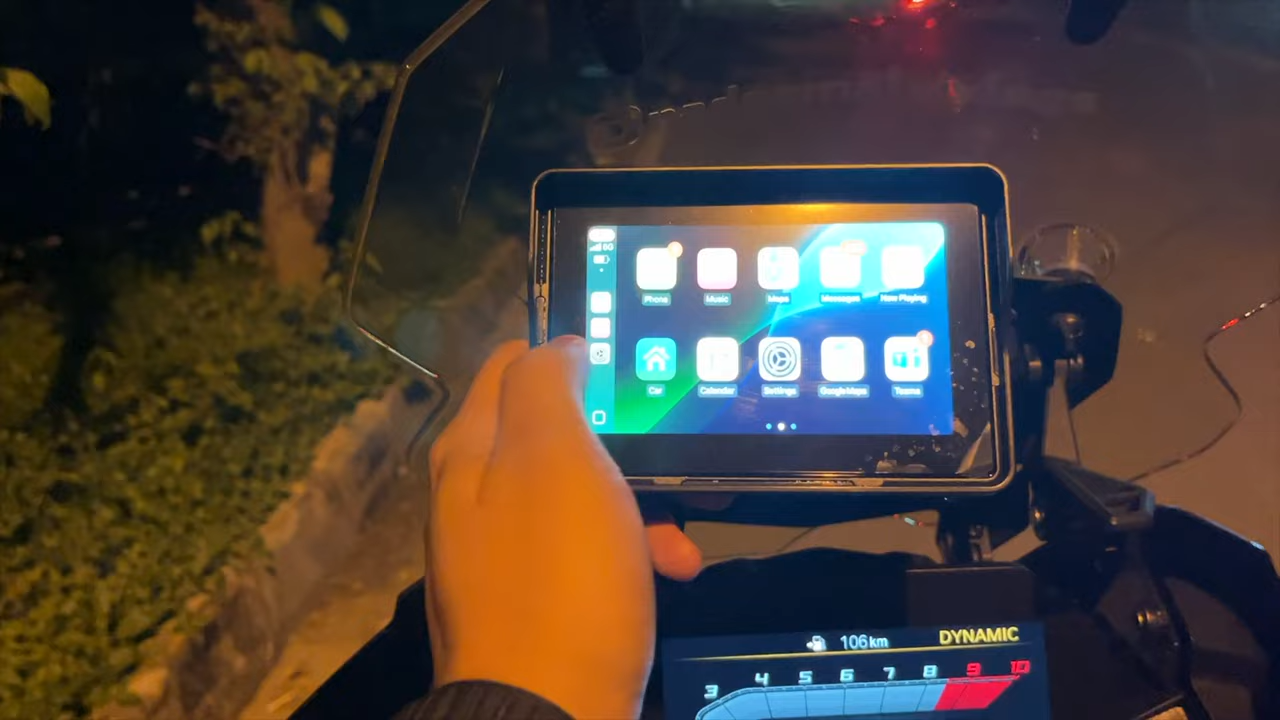 5G
Phone Music Maps Messages Now Playing
Car Calendar Settings Google Maps Teams
106 km DYNAMIC
3 4 5 6 7 8 9 10